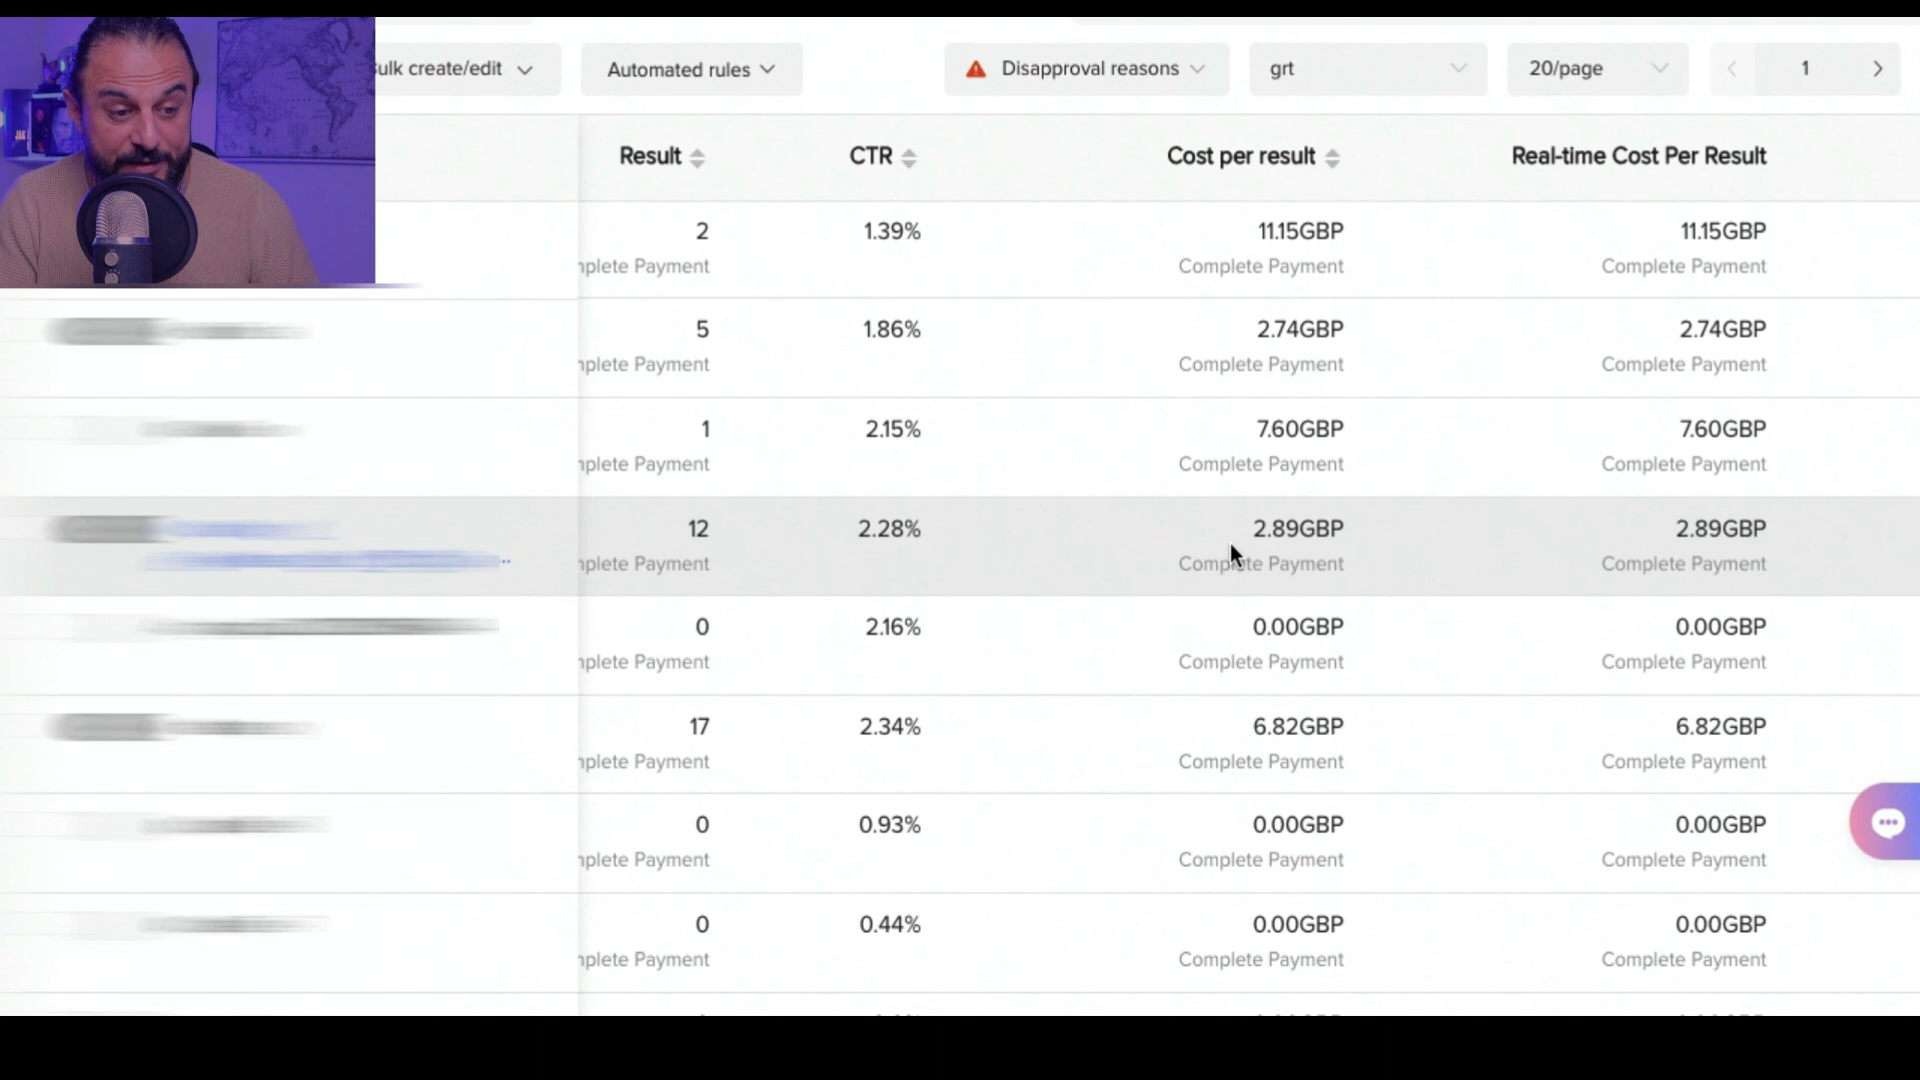 ulk create/edit Automated rules Disapproval reasons grt 20/page 1
Result CTR Cost per result Real-time Cost Per Result
2 1.39% 11.15GBP 11.15GBP
nplete Payment Complete Payment Complete Payment
5 1.86% 2.74GBP 2.74GBP
nplete Payment Complete Payment Complete Payment
1 2.15% 7.60GBP 7.60GBP
nplete Payment Complete Payment Complete Payment
12 2.28% 2.89GBP 2.89GBP
nplete Payment Complete Payment Complete Payment
0 2.16% 0.00GBP 0.00GBP
nplete Payment Complete Payment Complete Payment
17 2.34% 6.82GBP 6.82GBP
nplete Payment Complete Payment Complete Payment
0 0.93% 0.00GBP 0.00GBP
nplete Payment Complete Payment Complete Payment
0 0.44% 0.00GBP 0.00GBP
nplete Payment Complete Payment Complete Payment